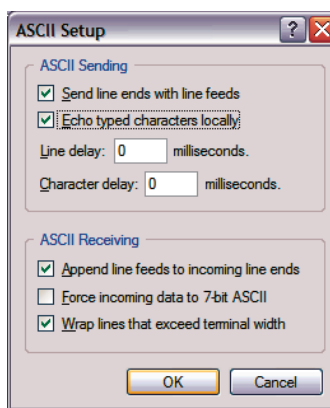 ASCII Setup
ASCII Sending
Send line ends with line feeds
Echo typed characters locally
Line delay: 0 milliseconds.
Character delay: 0 milliseconds.
ASCII Receiving
Append line feeds to incoming line ends
Force incoming data to 7-bit ASCII
Wrap lines that exceed terminal width
OK Cancel